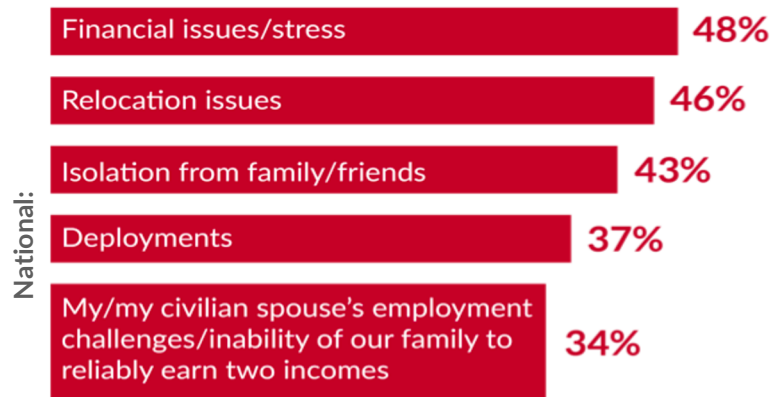 National:
Financial issues/stress
48%
Relocation issues
46%
Isolation from family/friends
43%
Deployments
37%
My/my civilian spouse's employment
challenges/inability of our family to
reliably earn two incomes
34%